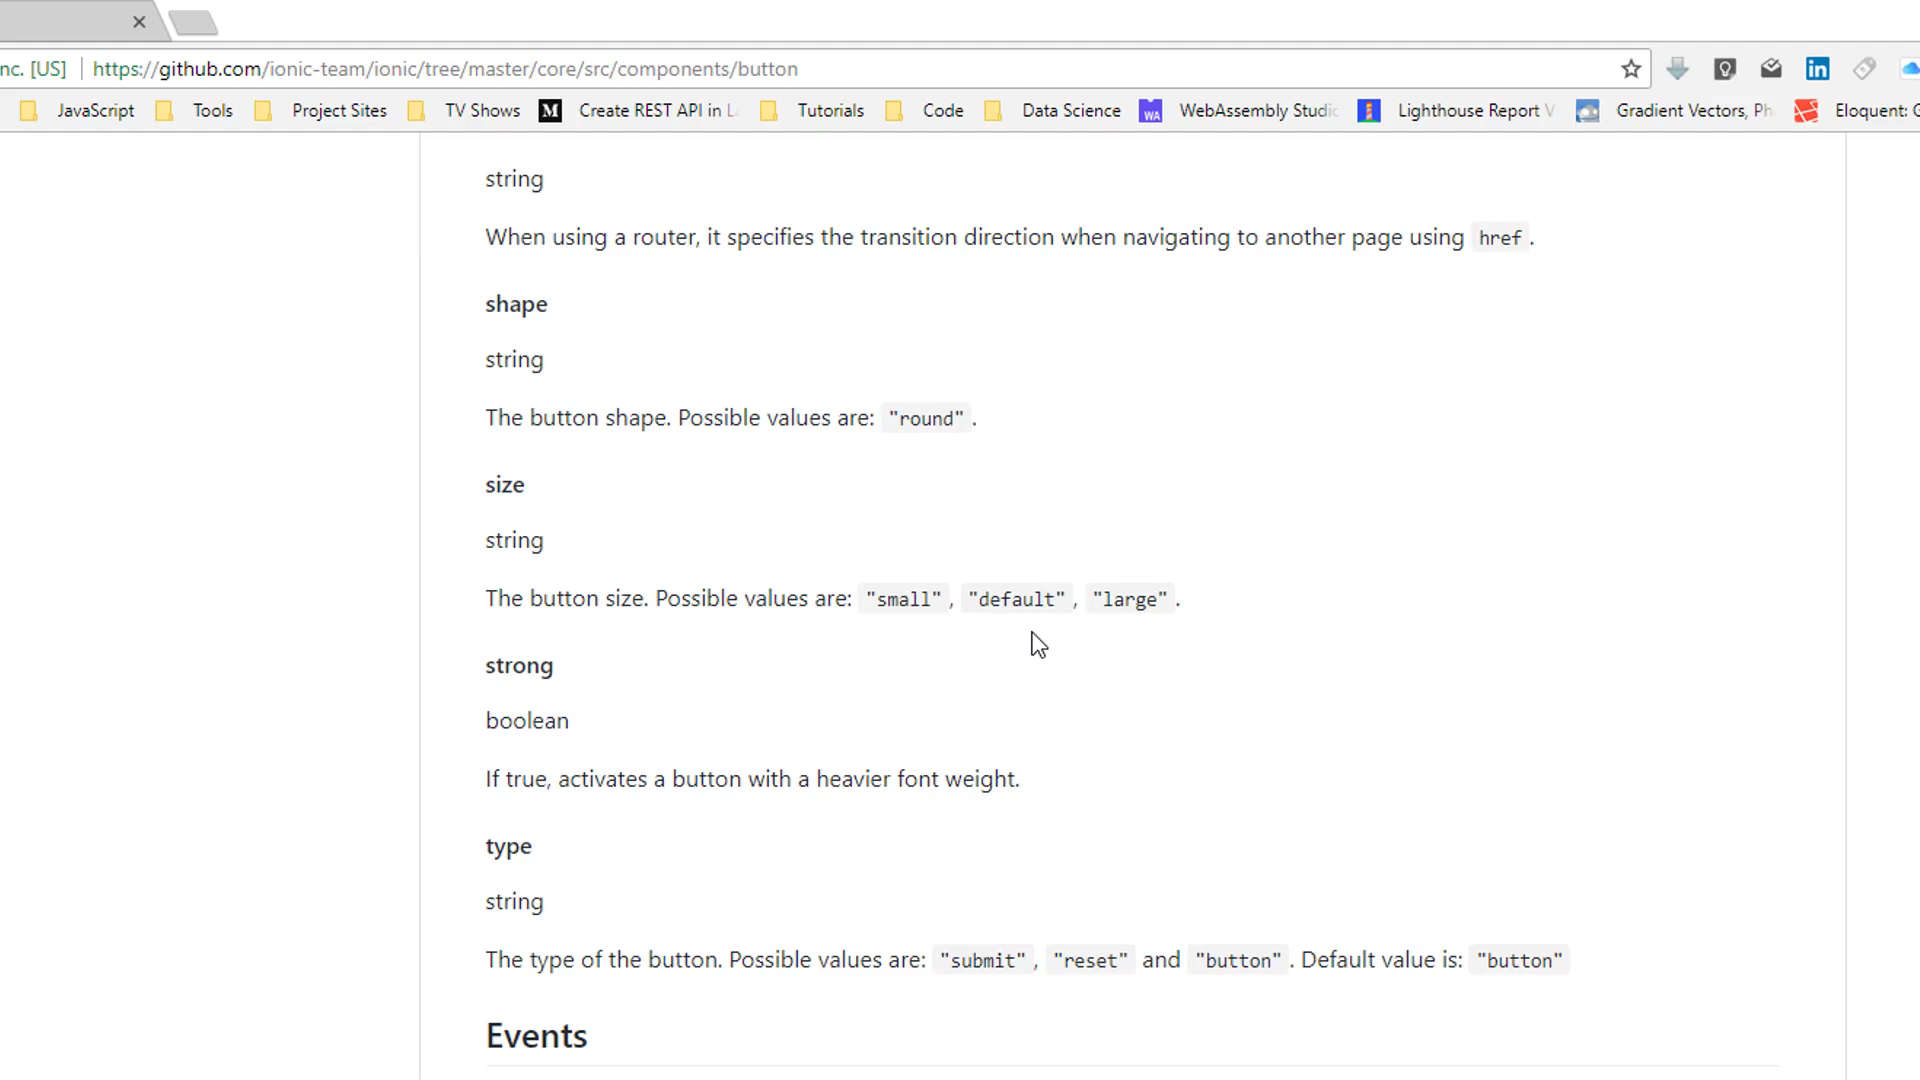 nc. [US] https://github.com/ionic-team/ionic/tree/master/core/src/components/button
JavaScript Tools Project Sites TV Shows M Create REST API in L Tutorials Code Data Science WA WebAssembly Studi Lighthouse Report V Gradient Vectors, Ph Eloquent:
string
When using a router, it specifies the transition direction when navigating to another page using href.
shape
string
The button shape. Possible values are: "round".
size
string
The button size. Possible values are: "small", "default", "large".
strong
boolean
If true, activates a button with a heavier font weight.
type
string
The type of the button. Possible values are: "submit", "reset" and "button". Default value is: "button"
Events